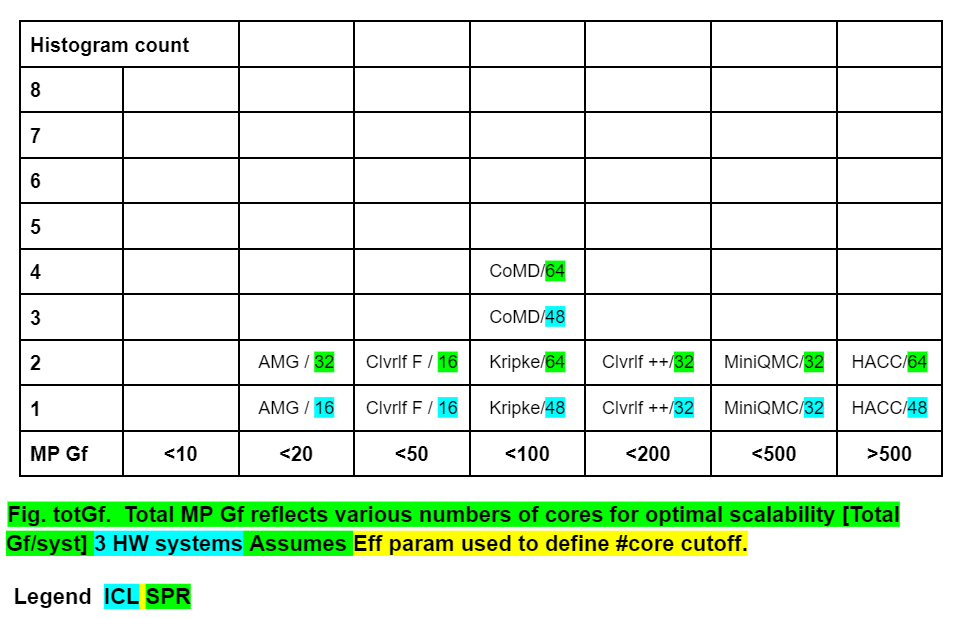 Histogram count
8
7
6
5
4 CoMD/64
3 CoMD/48
2 AMG / 32 Clvrlf F / 16 Kripke/64 Clvrlf ++/32 MiniQMC/32 HACC/64
1 AMG / 16 Clvrlf F / 16 Kripke/48 Clvrlf ++/32 MiniQMC/32 HACC/48
MP Gf <10 <20 <50 <100 <200 <500 >500
Fig. totGf. Total MP Gf reflects various numbers of cores for optimal scalability [Total
Gf/syst] 3 HW systems Assumes Eff param used to define #core cutoff.
Legend ICL SPR